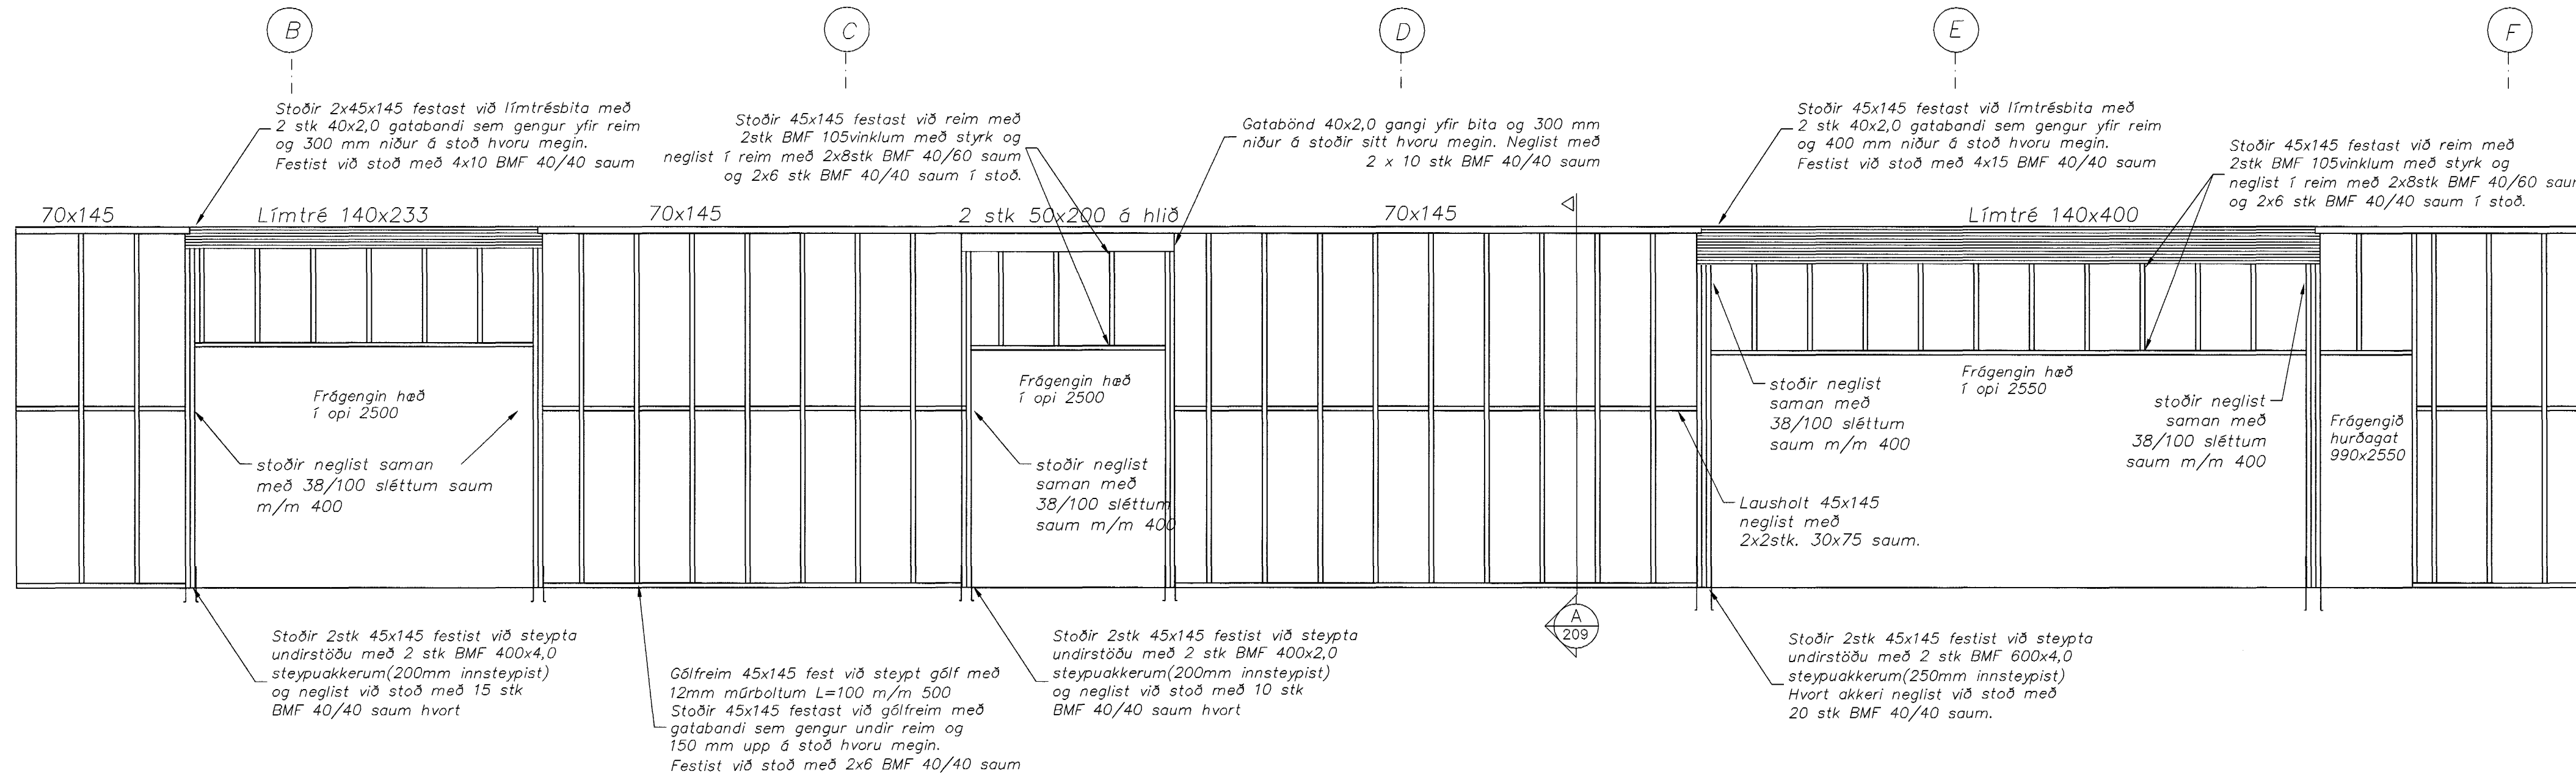 B
C
D
E
F
Stoðir 2x45x145 festast við límtrésbita með
2 stk 40x2,0 gatabandi sem gengur yfir reim
og 300 mm niður á stoð hvoru megin.
Festist við stoð með 4x10 BMF 40/40 saum
Stoðir 45x145 festast við reim með
2stk BMF 105vinklum með styrk og
neglist í reim með 2x8stk BMF 40/60 saum
og 2x6 stk BMF 40/40 saum í stoð.
Gatabönd 40x2,0 gangi yfir bita og 300 mm
niður á stoðir sitt hvoru megin. Neglist með
2 x 10 stk BMF 40/40 saum
Stoðir 45x145 festast við límtrésbita með
2 stk 40x2,0 gatabandi sem gengur yfir reim
og 400 mm niður á stoð hvoru megin.
Festist við stoð með 4x15 BMF 40/40 saum
Stoðir 45x145 festast við reim með
2stk BMF 105vinklum með styrk og
neglist í reim með 2x8stk BMF 40/60 saum
og 2x6 stk BMF 40/40 saum í stoð.
70x145
Límtré 140x233
70x145
2 stk 50x200 á hlið
70x145
Límtré 140x400
Frágengin hæð
í opi 2500
Frágengin hæð
í opi 2500
Frágengin hæð
í opi 2550
stoðir neglist saman
með 38/100 sléttum saum
m/m 400
stoðir neglist
saman með
38/100 sléttum
saum m/m 400
stoðir neglist
saman með
38/100 sléttum
saum m/m 400
stoðir neglist
saman með
38/100 sléttum
saum m/m 400
Frágengið
hurðagat
990x2550
Lausholt 45x145
neglist með
2x2stk. 30x75 saum.
A
209
Stoðir 2stk 45x145 festist við steypta
undirstöðu með 2 stk BMF 400x4,0
steypuakkerum(200mm innsteypist)
og neglist við stoð með 15 stk
BMF 40/40 saum hvort
Gólfreim 45x145 fest við steypt gólf með
12mm múrboltum L=100 m/m 500
Stoðir 45x145 festast við gólfreim með
gatabandi sem gengur undir reim og
150 mm upp á stoð hvoru megin.
Festist við stoð með 2x6 BMF 40/40 saum
Stoðir 2stk 45x145 festist við steypta
undirstöðu með 2 stk BMF 400x2,0
steypuakkerum(200mm innsteypist)
og neglist við stoð með 10 stk
BMF 40/40 saum hvort
Stoðir 2stk 45x145 festist við steypta
undirstöðu með 2 stk BMF 600x4,0
steypuakkerum(250mm innsteypist)
Hvort akkeri neglist við stoð með
20 stk BMF 40/40 saum.